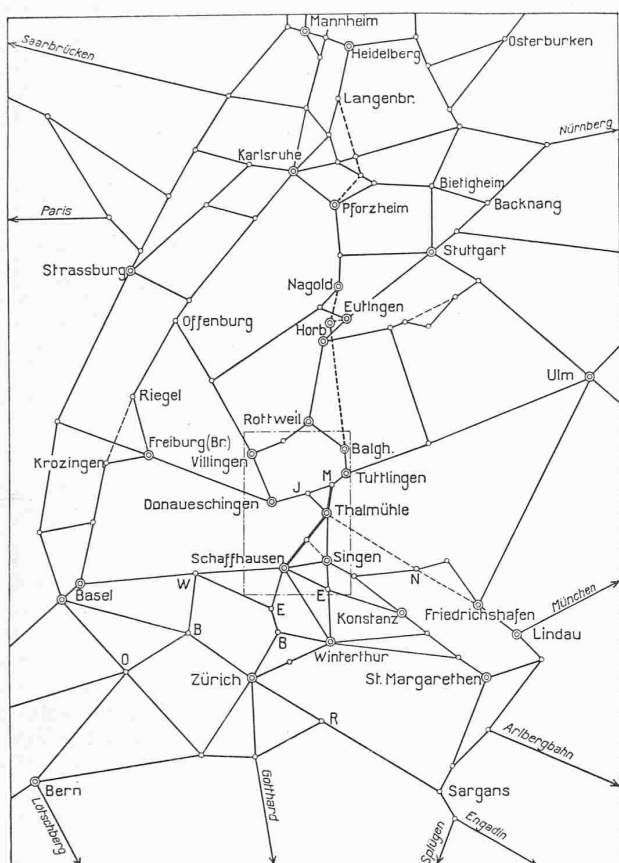 Mannheim
Saarbrücken
Heidelberg
Osterburken
Langenbr.
Nürnberg
Karlsruhe
Bietigheim
Pforzheim
Backnang
Paris
Stuttgart
Strassburg
Nagold
Eutingen
Offenburg
Horb
Ulm
Riegel
Rottweil
Freiburg (Br.)
Balgh.
Krozingen
Villingen
Tuttlingen
M
J
Donaueschingen
Thalmühle
Schaffhausen
Singen
W
N
Basel
E
E
Konstanz
Friedrichshafen
München
B
B
Lindau
Winterthur
O
Zürich
St. Margarethen
R
Arlbergbahn
Bern
Gotthard
Sargans
Lötschberg
Splügen
Engadin